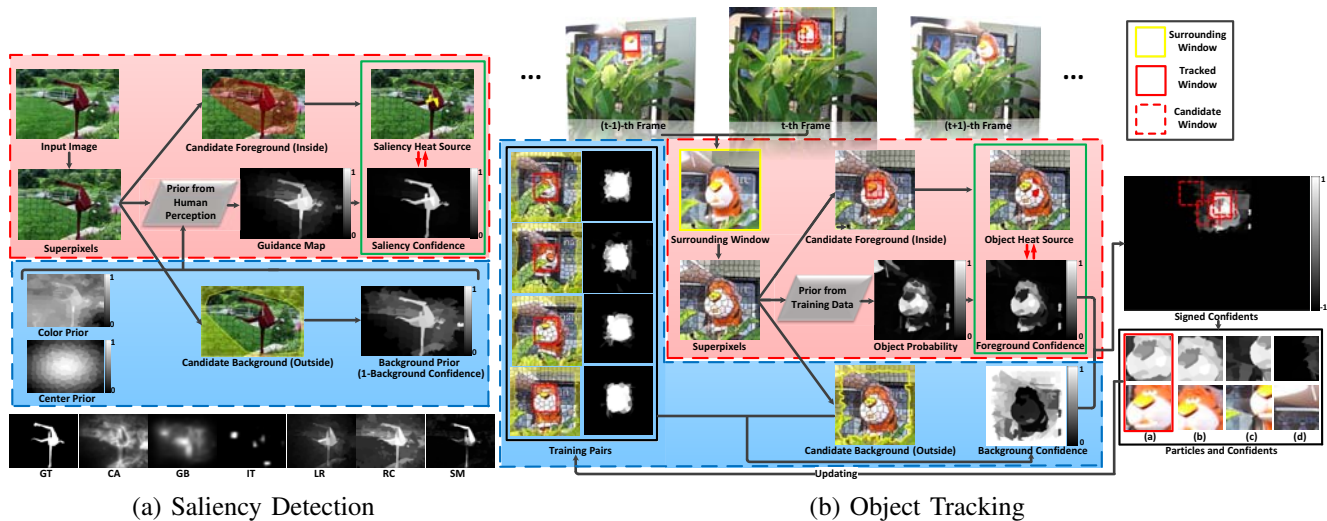 Input Image
Superpixels
Candidate Foreground (Inside)
Prior from
Human
Perception
Guidance Map
Saliency Heat Source
Saliency Confidence
1
0
1
0
Color Prior
1
0
Center Prior
1
0
Candidate Background (Outside)
Background Prior
(1-Background Confidence)
1
0
GT
CA
GB
IT
LR
RC
SM
(a) Saliency Detection
...
(t-1)-th Frame
t-th Frame
(t+1)-th Frame
...
Surrounding
Window
Tracked
Window
Candidate
Window
Training Pairs
Surrounding Window
Superpixels
Candidate Foreground (Inside)
Prior from
Training Data
Object Probability
1
0
Object Heat Source
Foreground Confidence
1
0
Candidate Background (Outside)
Background Confidence
1
0
Updating
1
-1
Signed Confidents
(a)
(b)
(c)
(d)
Particles and Confidents
(b) Object Tracking